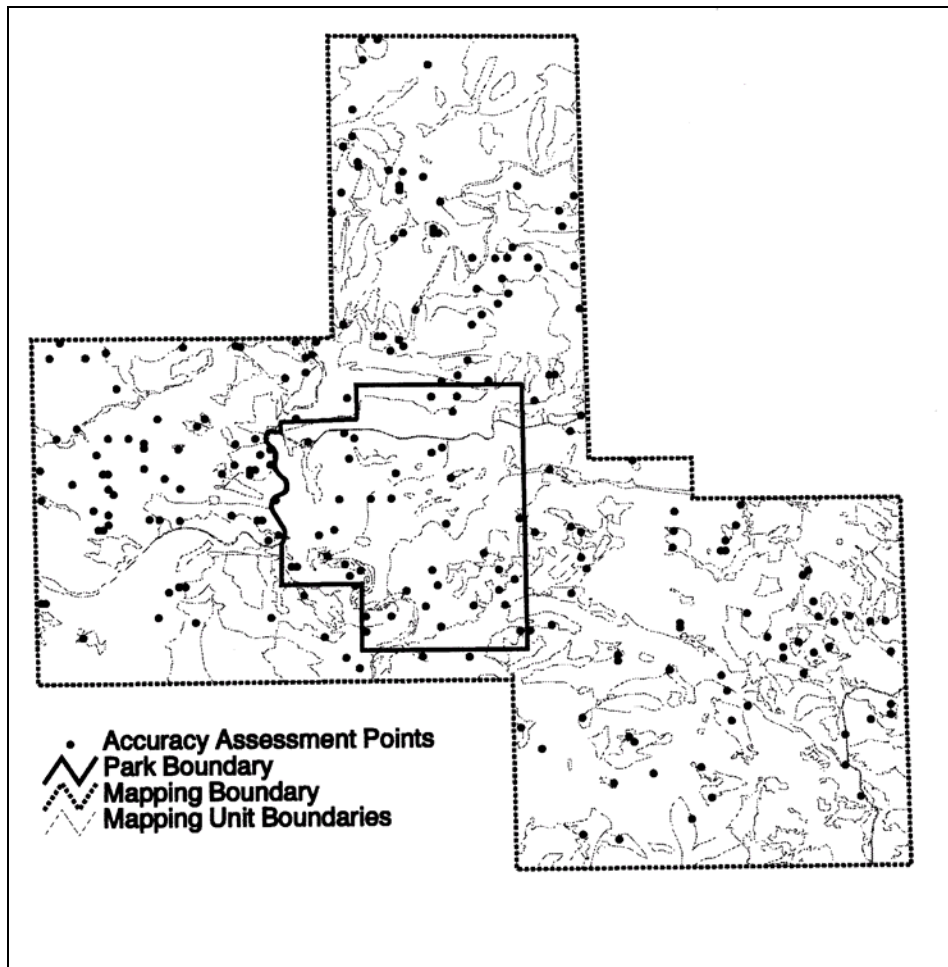 Accuracy Assessment Points
Park Boundary
Mapping Boundary
Mapping Unit Boundaries